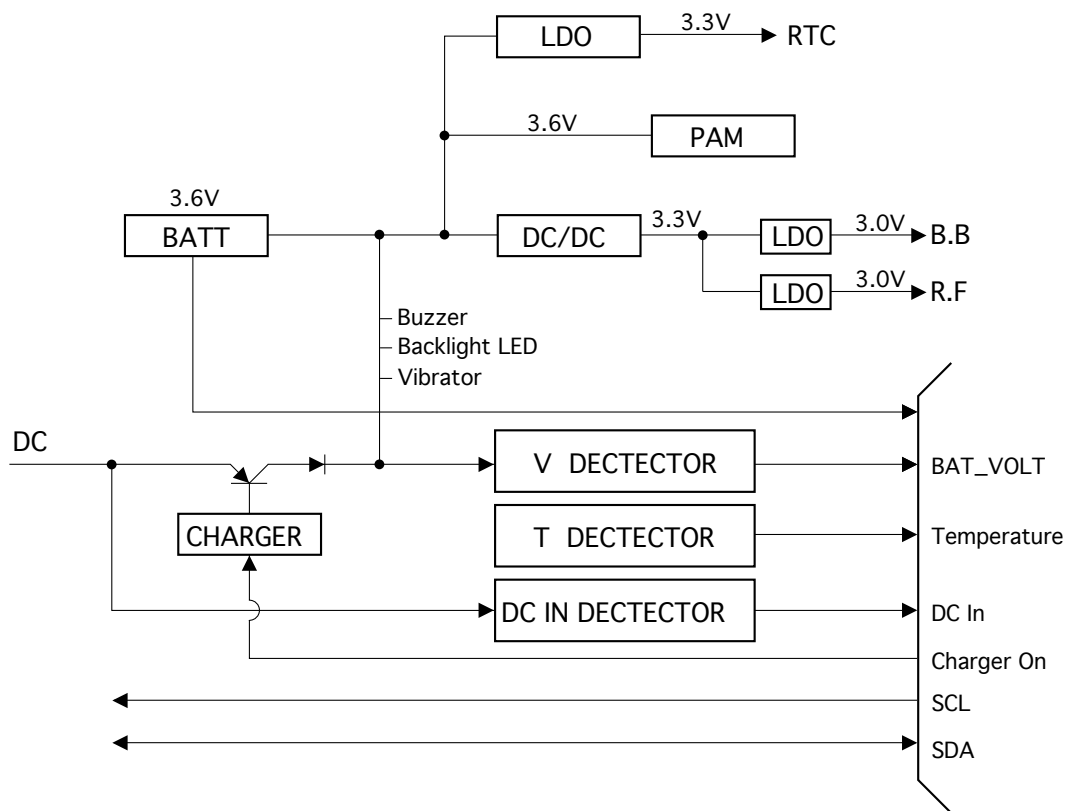 LDO
3.3V
RTC
3.6V
PAM
3.6V
BATT
DC/DC
3.3V
LDO
3.0V
B.B
LDO
3.0V
R.F
Buzzer
Backlight LED
Vibrator
DC
V DECTECTOR
BAT_VOLT
CHARGER
T DECTECTOR
Temperature
DC IN DECTECTOR
DC In
Charger On
SCL
SDA